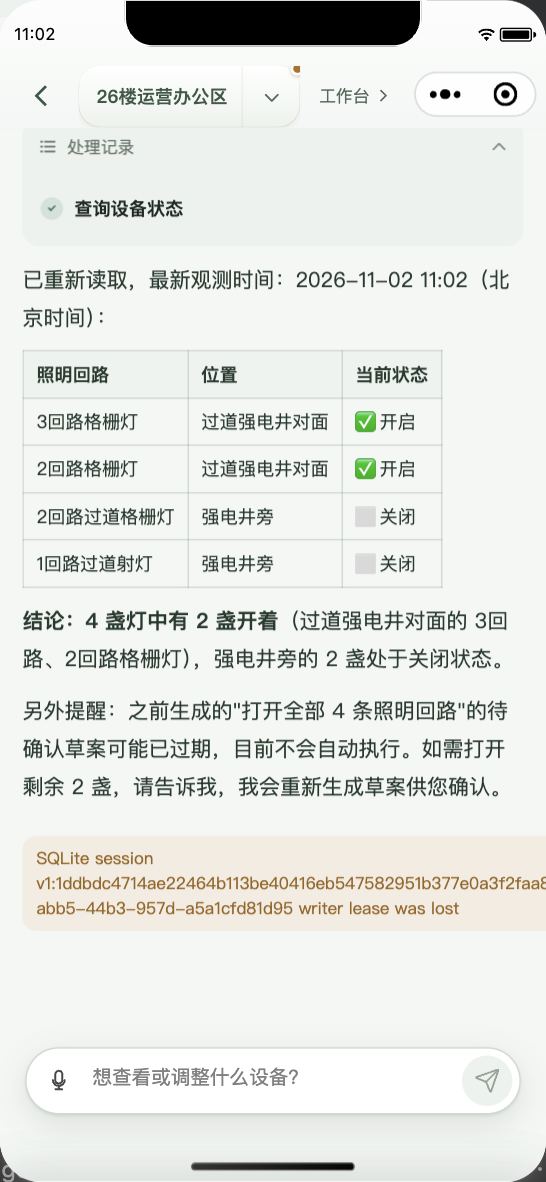 11:02
26楼运营办公区
工作台
处理记录
查询设备状态
已重新读取，最新观测时间：2026-11-02 11:02（北
京时间）：
照明回路 位置 当前状态
3回路格栅灯 过道强电井对面 ✅ 开启
2回路格栅灯 过道强电井对面 ✅ 开启
2回路过道格栅灯 强电井旁 ⬜ 关闭
1回路过道射灯 强电井旁 ⬜ 关闭
结论：4 盏灯中有 2 盏开着（过道强电井对面的 3回
路、2回路格栅灯），强电井旁的 2 盏处于关闭状态。
另外提醒：之前生成的"打开全部 4 条照明回路"的待
确认草案可能已过期，目前不会自动执行。如需打开
剩余 2 盏，请告诉我，我会重新生成草案供您确认。
SQLite session
v1:1ddbdc4714ae22464b113be40416eb547582951b377e0a3f2faa8
abb5-44b3-957d-a5a1cfd81d95 writer lease was lost
想查看或调整什么设备？